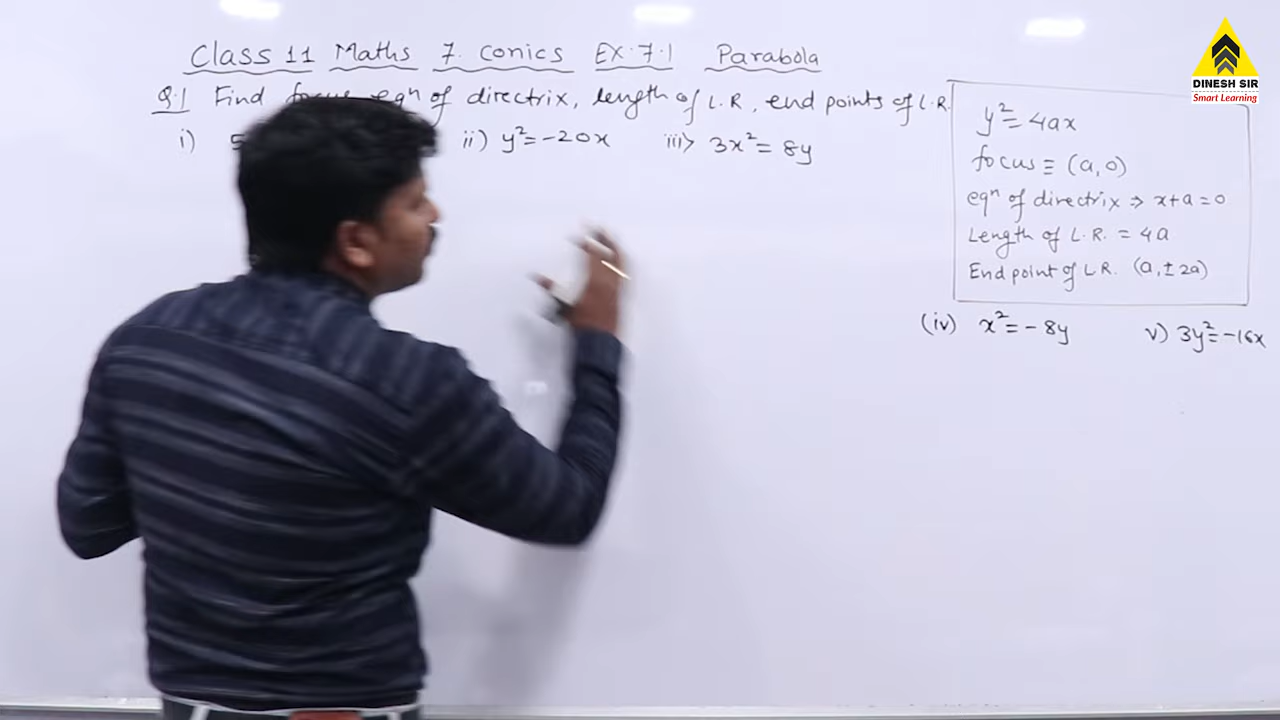 Class 11 Maths 7. Conics Ex. 7.1 Parabola
Q.1 Find eqⁿ of directrix, length of L.R, end points of L.R.
i) ii) y²=-20x iii) 3x²= 8y
y²= 4ax
focus ≡ (a,0)
eqⁿ of directrix ⇒ x+a=0
Length of L.R. = 4a
End point of L.R. (a,±2a)
(iv) x²=-8y v) 3y²=-16x
DINESH SIR
Smart Learning